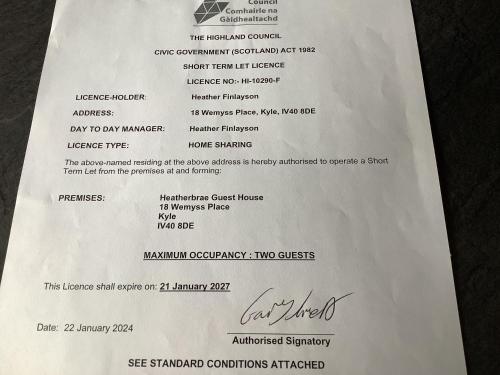 Council
Comhairle na
Gàidhealtachd
THE HIGHLAND COUNCIL
CIVIC GOVERNMENT (SCOTLAND) ACT 1982
SHORT TERM LET LICENCE
LICENCE NO:- HI-10290-F
LICENCE-HOLDER: Heather Finlayson
ADDRESS: 18 Wemyss Place, Kyle, IV40 8DE
DAY TO DAY MANAGER: Heather Finlayson
LICENCE TYPE: HOME SHARING
The above-named residing at the above address is hereby authorised to operate a Short
Term Let from the premises at and forming:
PREMISES: Heatherbrae Guest House
18 Wemyss Place
Kyle
IV40 8DE
MAXIMUM OCCUPANCY : TWO GUESTS
This Licence shall expire on: 21 January 2027
Date: 22 January 2024
Authorised Signatory
SEE STANDARD CONDITIONS ATTACHED